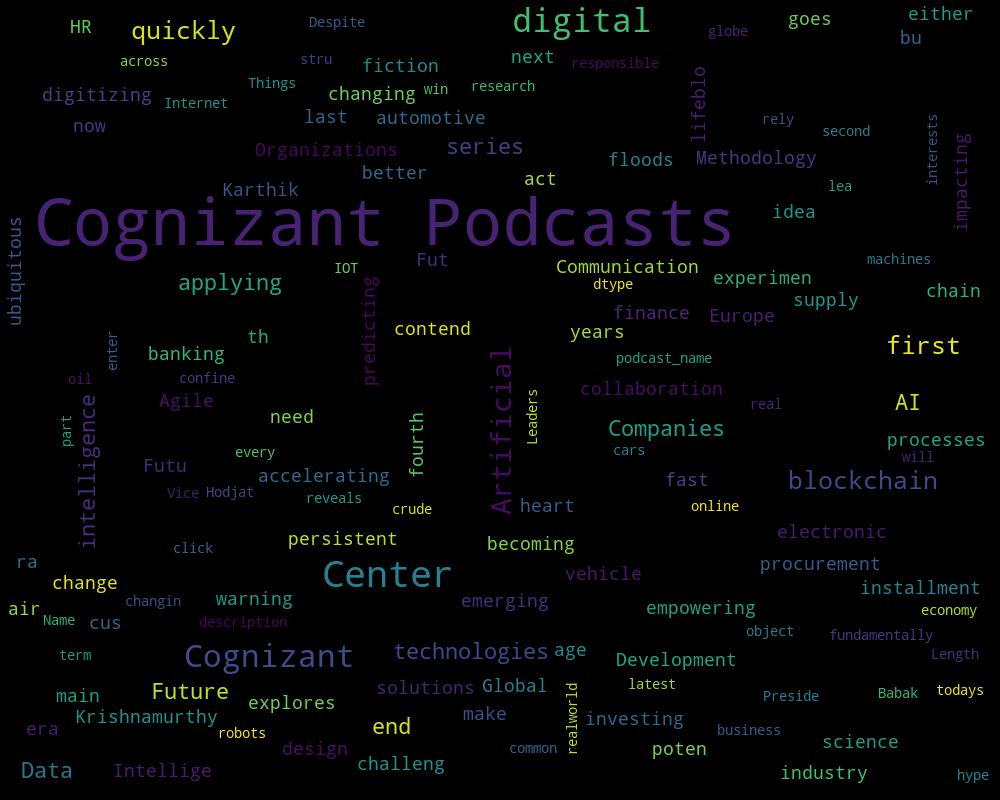 HR
quickly
Despite
digital
globe
goes
either
bu
across
stru
fiction
next
responsible
Things
changing
win
research
digitizing
Internet
now
last
automotive
lifeblo
rely
second
interests
impacting
Organizations
series
floods
Methodology
better
act
lea
Karthik
idea
Cognizant Podcasts
ubiquitous
Fut
machines
IOT
Communication
applying
dtype
experimen
chain
supply
predicting
finance
Europe
contend
years
th
enter
banking
first
podcast_name
Artificial
oil
confine
collaboration
Agile
real
AI
Leaders
need
part
intelligence
fourth
Companies
processes
cars
every
will
Futu
accelerating
fast
blockchain
Vice
Hodjat
reveals
crude
heart
online
persistent
becoming
electronic
click
ra
Center
vehicle
procurement
change
installment
air
changin
warning
emerging
empowering
economy
Name
cus
description
object
fundamentally
term
Cognizant
technologies
age
Development
Length
main
Future
explores
solutions
Global
latest
realworld
Preside
Babak
todays
Krishnamurthy
era
robots
end
make
investing
business
design
common
poten
science
Data
Intellige
challeng
industry
hype